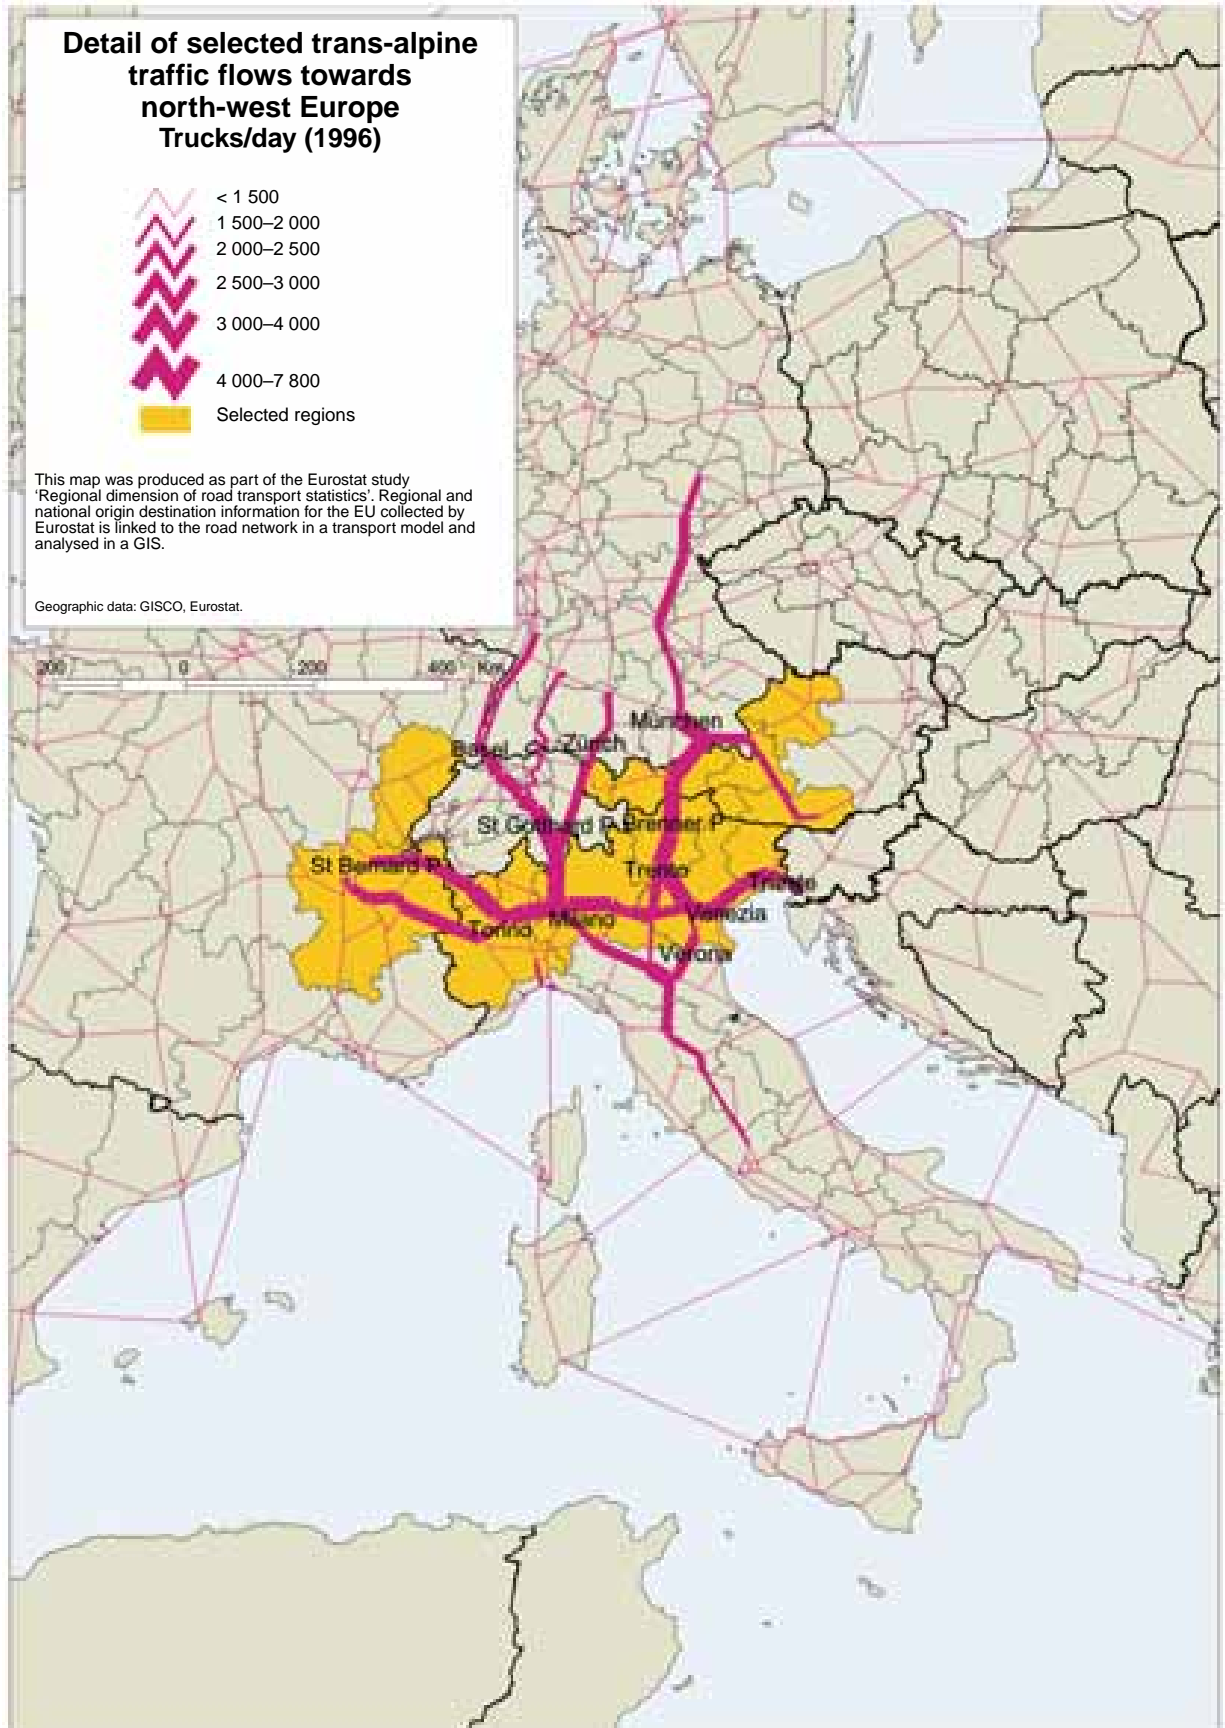 Detail of selected trans-alpine
traffic flows towards
north-west Europe
Trucks/day (1996)
< 1 500
1 500–2 000
2 000–2 500
2 500–3 000
3 000–4 000
4 000–7 800
Selected regions
This map was produced as part of the Eurostat study
‘Regional dimension of road transport statistics’. Regional and
national origin destination information for the EU collected by
Eurostat is linked to the road network in a transport model and
analysed in a GIS.
Geographic data: GISCO, Eurostat.
200 0 200 400 Km
München
Basel Zürich
St Gotthard P Brenner P
St Bernard P Trento
Trieste
Milano Venezia
Torino
Verona